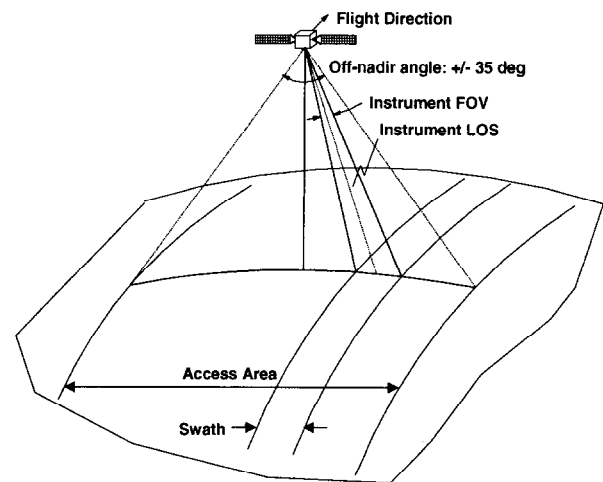 Flight Direction
Off-nadir angle: +/- 35 deg
Instrument FOV
Instrument LOS
Access Area
Swath